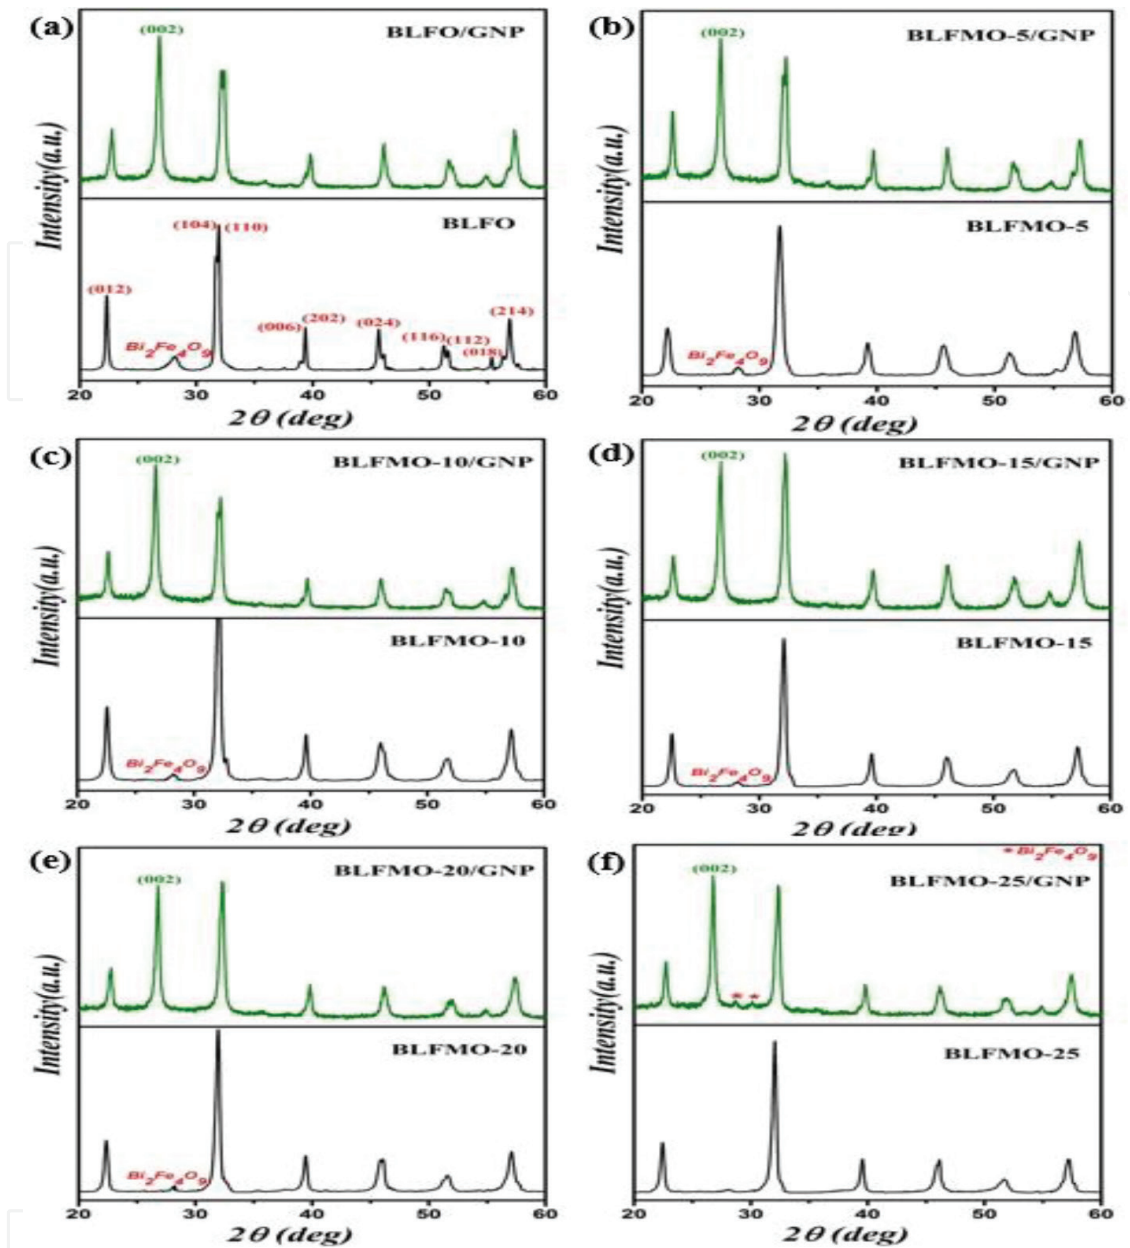 (a)
BLFO/GNP
(002)
Intensity(a.u.)
BLFO
(104) (110)
(012)
Bi₂Fe₄O₉
(006) (202)
(024)
(116) (112)
(018)
(214)
20 30 40 50 60
2θ (deg)
(b)
BLFMO-5/GNP
(002)
Intensity(a.u.)
BLFMO-5
Bi₂Fe₄O₉
20 30 40 50 60
2θ (deg)
(c)
BLFMO-10/GNP
(002)
Intensity(a.u.)
BLFMO-10
Bi₂Fe₄O₉
20 30 40 50 60
2θ (deg)
(d)
BLFMO-15/GNP
(002)
Intensity(a.u.)
BLFMO-15
Bi₂Fe₄O₉
20 30 40 50 60
2θ (deg)
(e)
BLFMO-20/GNP
(002)
Intensity(a.u.)
BLFMO-20
Bi₂Fe₄O₉
20 30 40 50 60
2θ (deg)
(f)
* Bi₂Fe₄O₉
BLFMO-25/GNP
(002)
* *
Intensity(a.u.)
BLFMO-25
20 30 40 50 60
2θ (deg)